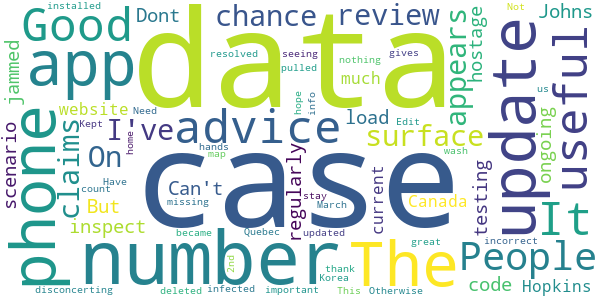 installed
Good
Dont
chance
review
Johns
jammed
app
data
appears
hostage
update
useful
resolved
seeing
pulled
nothing
gives
much
Not
us
website
Kept
Need
hope
info
Edit
I've
advice
load
surface
phone
claims
scenario
On
home
map
hands
wash
It
ongoing
testing
case
Can't
regularly
stay
current
Canada
But
count
Have
missing
March
inspect
updated
number
became
Quebec
The
great
People
incorrect
code
Hopkins
disconcerting
deleted
infected
2nd
important
thank
Korea
This
Otherwise